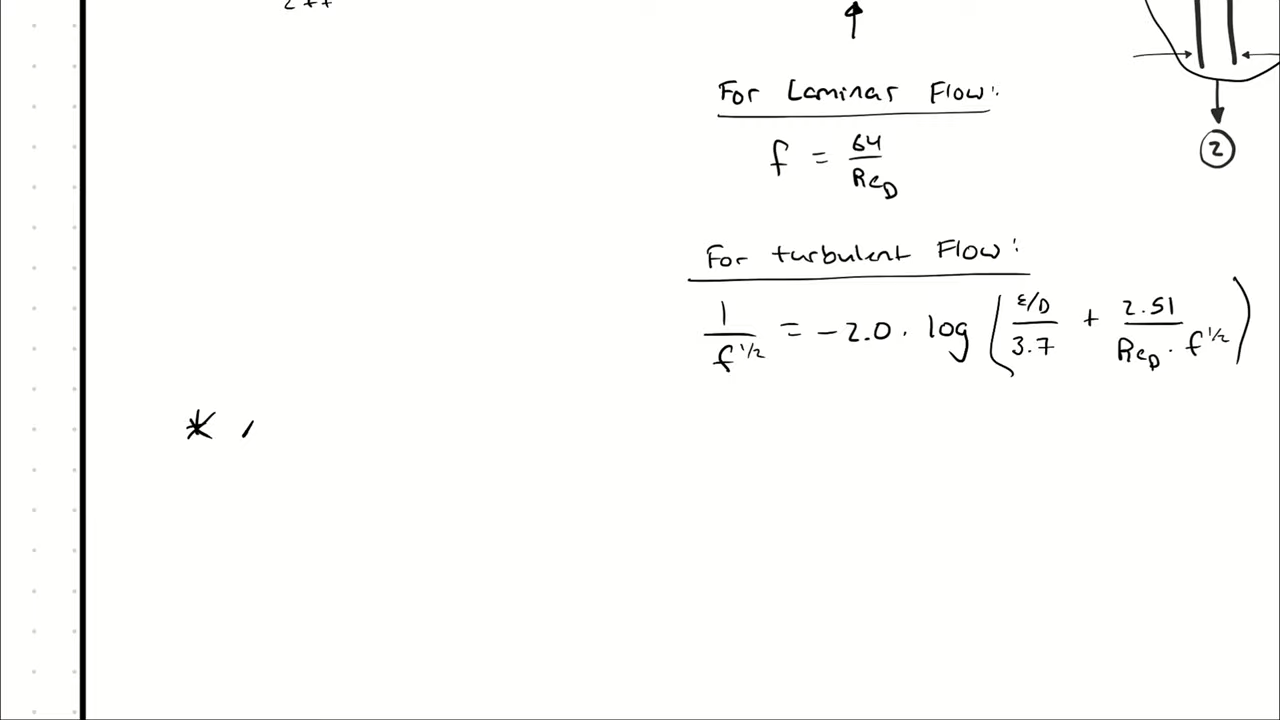 For Laminar Flow:
f = 64/Re_D
2
For turbulent Flow:
1/f^1/2 = -2.0 · log (ε/D/3.7 + 2.51/Re_D · f^1/2)
*